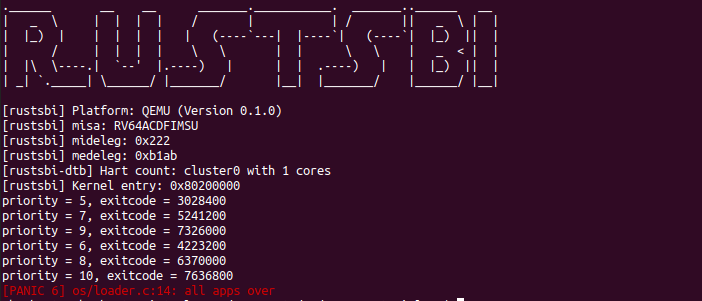 RUSTSBI
[rustsbi] Platform: QEMU (Version 0.1.0)
[rustsbi] misa: RV64ACDFIMSU
[rustsbi] mideleg: 0x222
[rustsbi] medeleg: 0xb1ab
[rustsbi-dtb] Hart count: cluster0 with 1 cores
[rustsbi] Kernel entry: 0x80200000
priority = 5, exitcode = 3028400
priority = 7, exitcode = 5241200
priority = 9, exitcode = 7326000
priority = 6, exitcode = 4223200
priority = 8, exitcode = 6370000
priority = 10, exitcode = 7636800
[PANIC 6] os/loader.c:14: all apps over